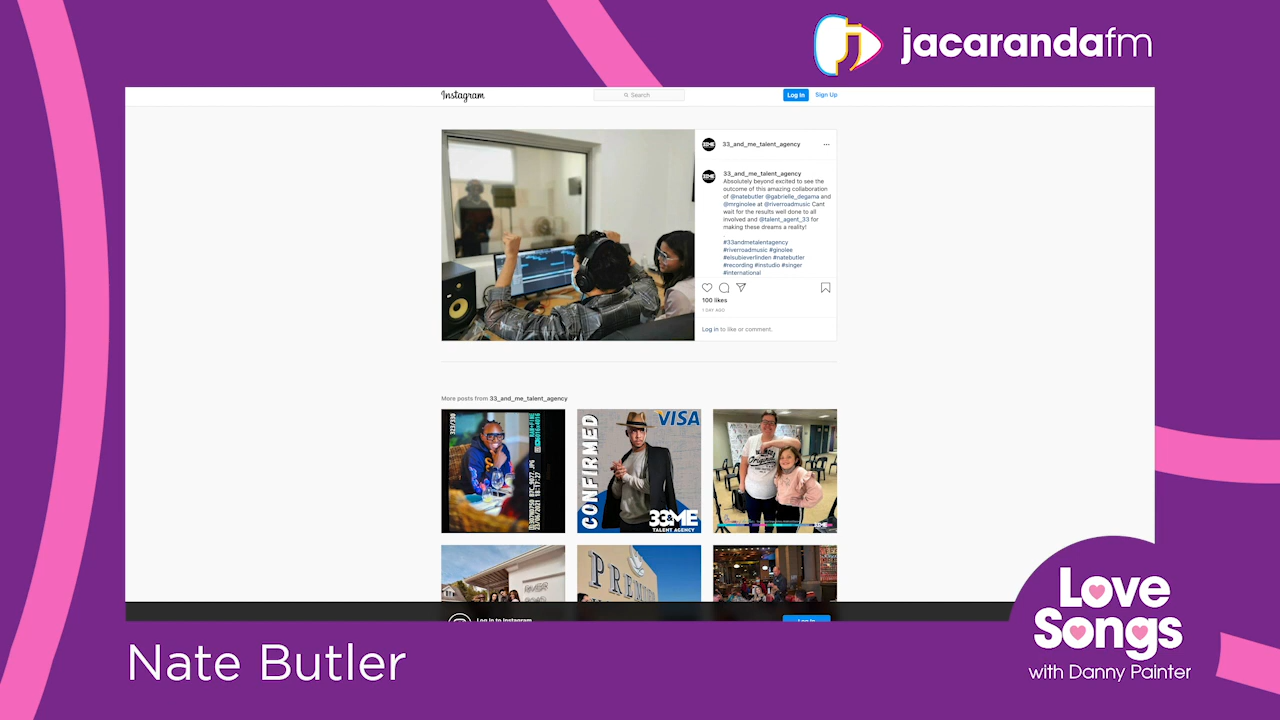 jacarandafm
Instagram
Search
Log In
Sign Up
33_and_me_talent_agency
33_and_me_talent_agency
Absolutely beyond excited to see the
outcome of this amazing collaboration
of @natebutler @gabrielle_degama and
@mrginolee at @riverroadmusic Cant
wait for the results well done to all
involved and @talent_agent_33 for
making these dreams a reality!
.
#33andmetalentagency
#riverroadmusic #ginolee
#elsubieverlinden #natebutler
#recording #instudio #singer
#international
100 likes
1 DAY AGO
Log in to like or comment.
More posts from 33_and_me_talent_agency
CONFIRMED
VISA
33&ME
TALENT AGENCY
Log in to Instagram
Log In
Nate Butler
Love
Songs
with Danny Painter